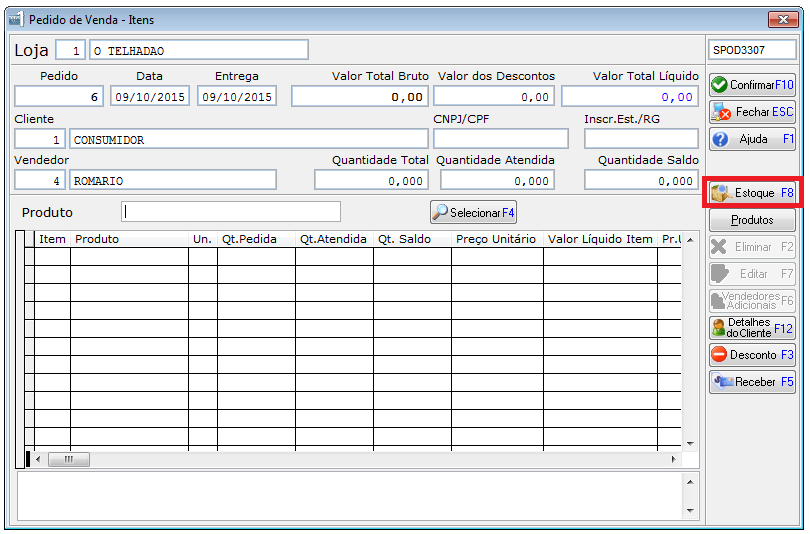 Pedido de Venda - Itens
Loja 1 O TELHADAO
SPOD3307
Pedido Data Entrega Valor Total Bruto Valor dos Descontos Valor Total Líquido
6 09/10/2015 09/10/2015 0,00 0,00 0,00
Cliente CNPJ/CPF Inscr.Est./RG
1 CONSUMIDOR
Vendedor Quantidade Total Quantidade Atendida Quantidade Saldo
4 ROMARIO 0,000 0,000 0,000
Produto Selecionar F4
Item Produto Un. Qt.Pedida Qt.Atendida Qt. Saldo Preço Unitário Valor Líquido Item
Confirmar F10
Fechar ESC
Ajuda F1
Estoque F8
Produtos
Eliminar F2
Editar F7
Vendedores
Adicionais F6
Detalhes
do Cliente F12
Desconto F3
Receber F5